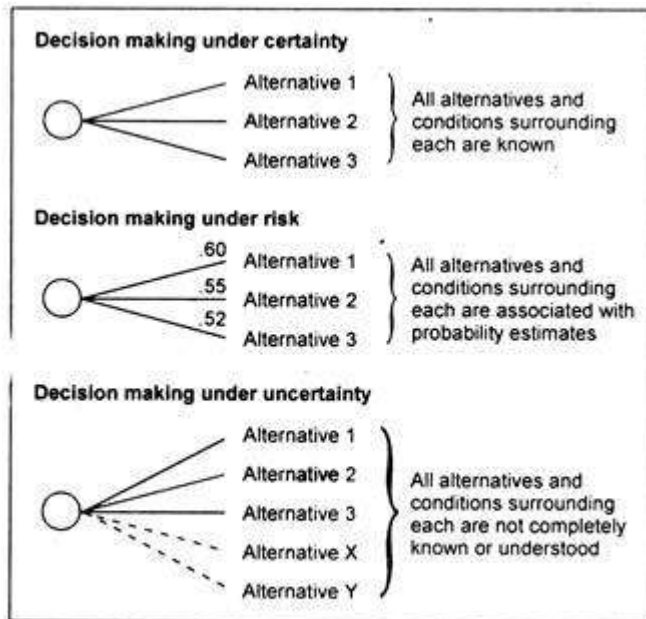 Decision making under certainty
Alternative 1
Alternative 2
Alternative 3
All alternatives and
conditions surrounding
each are known
Decision making under risk
.60
Alternative 1
.55
Alternative 2
.52
Alternative 3
All alternatives and
conditions surrounding
each are associated with
probability estimates
Decision making under uncertainty
Alternative 1
Alternative 2
Alternative 3
Alternative X
Alternative Y
All alternatives and
conditions surrounding
each are not completely
known or understood